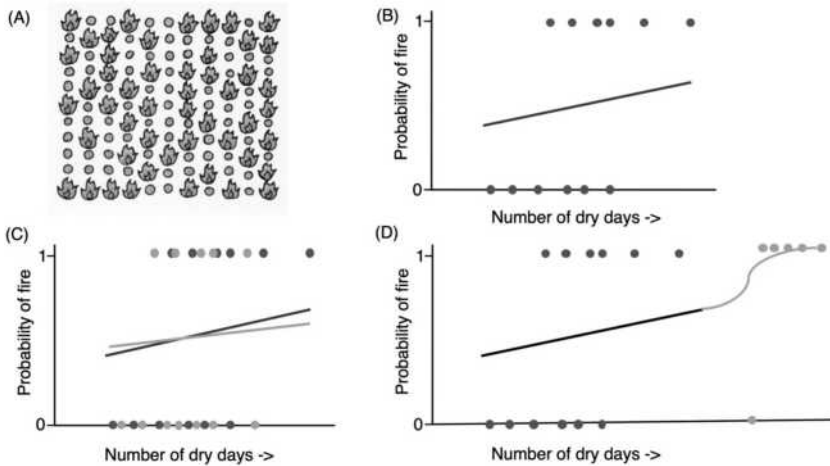 (A)
(B)
1
Probability of fire
0
Number of dry days ->
(C)
1
Probability of fire
0
Number of dry days ->
(D)
1
Probability of fire
0
Number of dry days ->